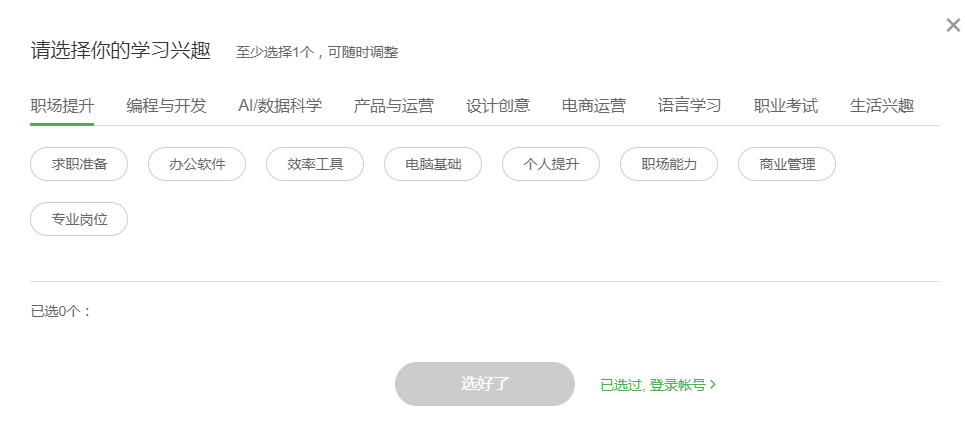 请选择你的学习兴趣 至少选择1个，可随时调整
职场提升 编程与开发 AI/数据科学 产品与运营 设计创意 电商运营 语言学习 职业考试 生活兴趣
求职准备 办公软件 效率工具 电脑基础 个人提升 职场能力 商业管理
专业岗位
已选0个：
选好了 已选过, 登录帐号